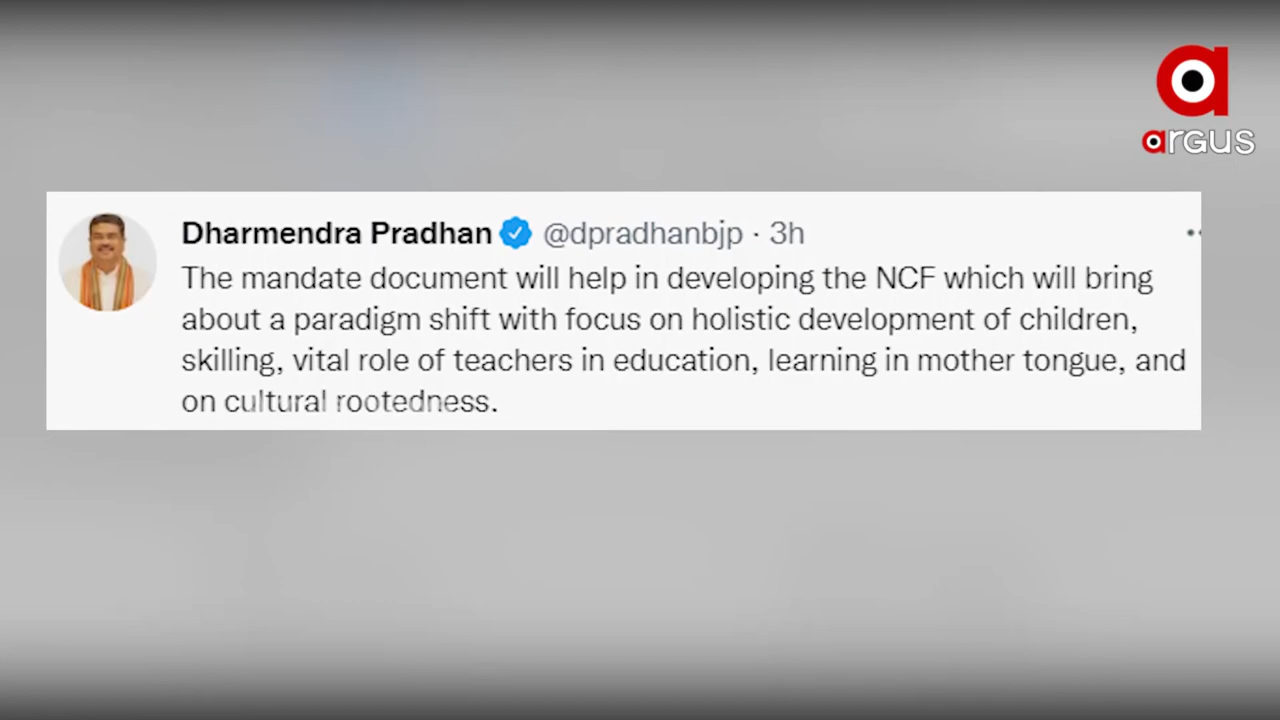 argus
Dharmendra Pradhan @dpradhanbjp · 3h
The mandate document will help in developing the NCF which will bring
about a paradigm shift with focus on holistic development of children,
skilling, vital role of teachers in education, learning in mother tongue, and
on cultural rootedness.